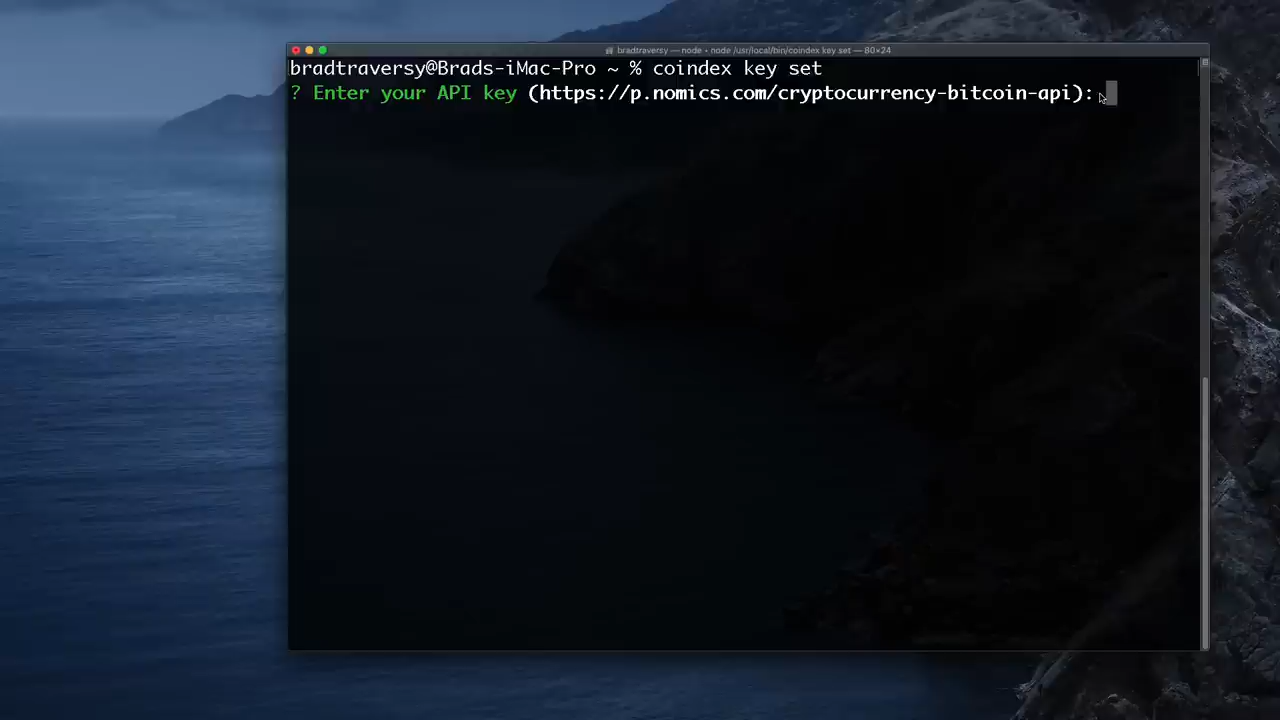 bradtraversy — node • node /usr/local/bin/coindex key set — 80×24
bradtraversy@Brads-iMac-Pro ~ % coindex key set
? Enter your API key (https://p.nomics.com/cryptocurrency-bitcoin-api):